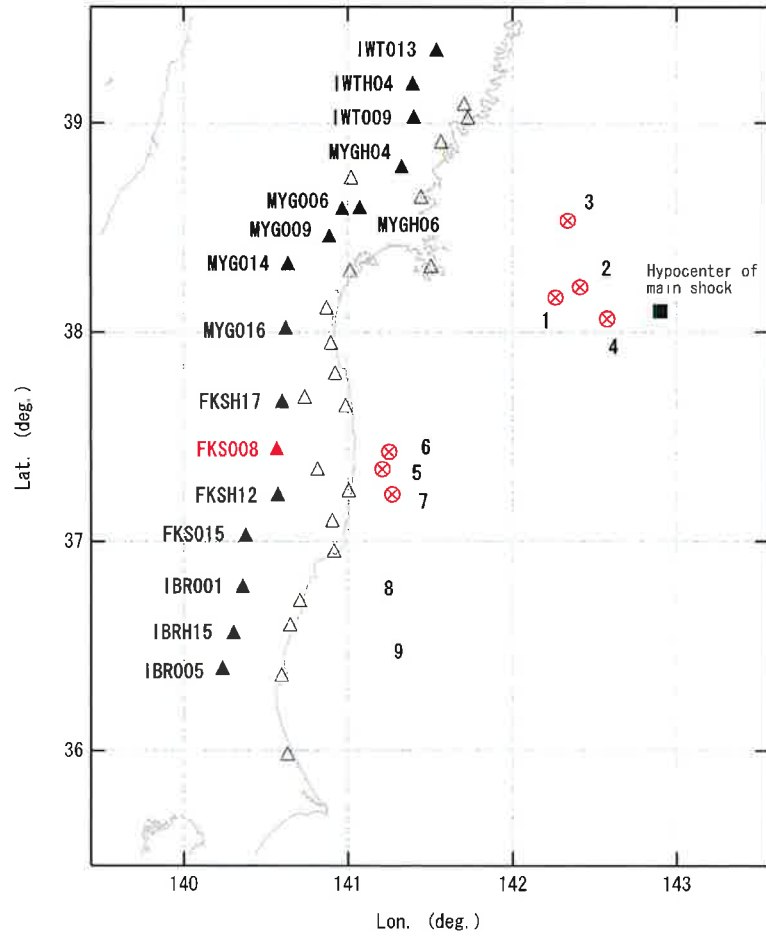 IWT013
IWTH04
39
IWT009
MYGH04
MYG006
3
MYGH06
MYG009
2
MYG014
Hypocenter of
main shock
1
38
MYG016
4
FKSH17
FKS008
6
5
FKSH12
7
FKS015
37
IBR001
8
IBRH15
9
IBR005
36
140
141
142
143
Lat. (deg.)
Lon. (deg.)